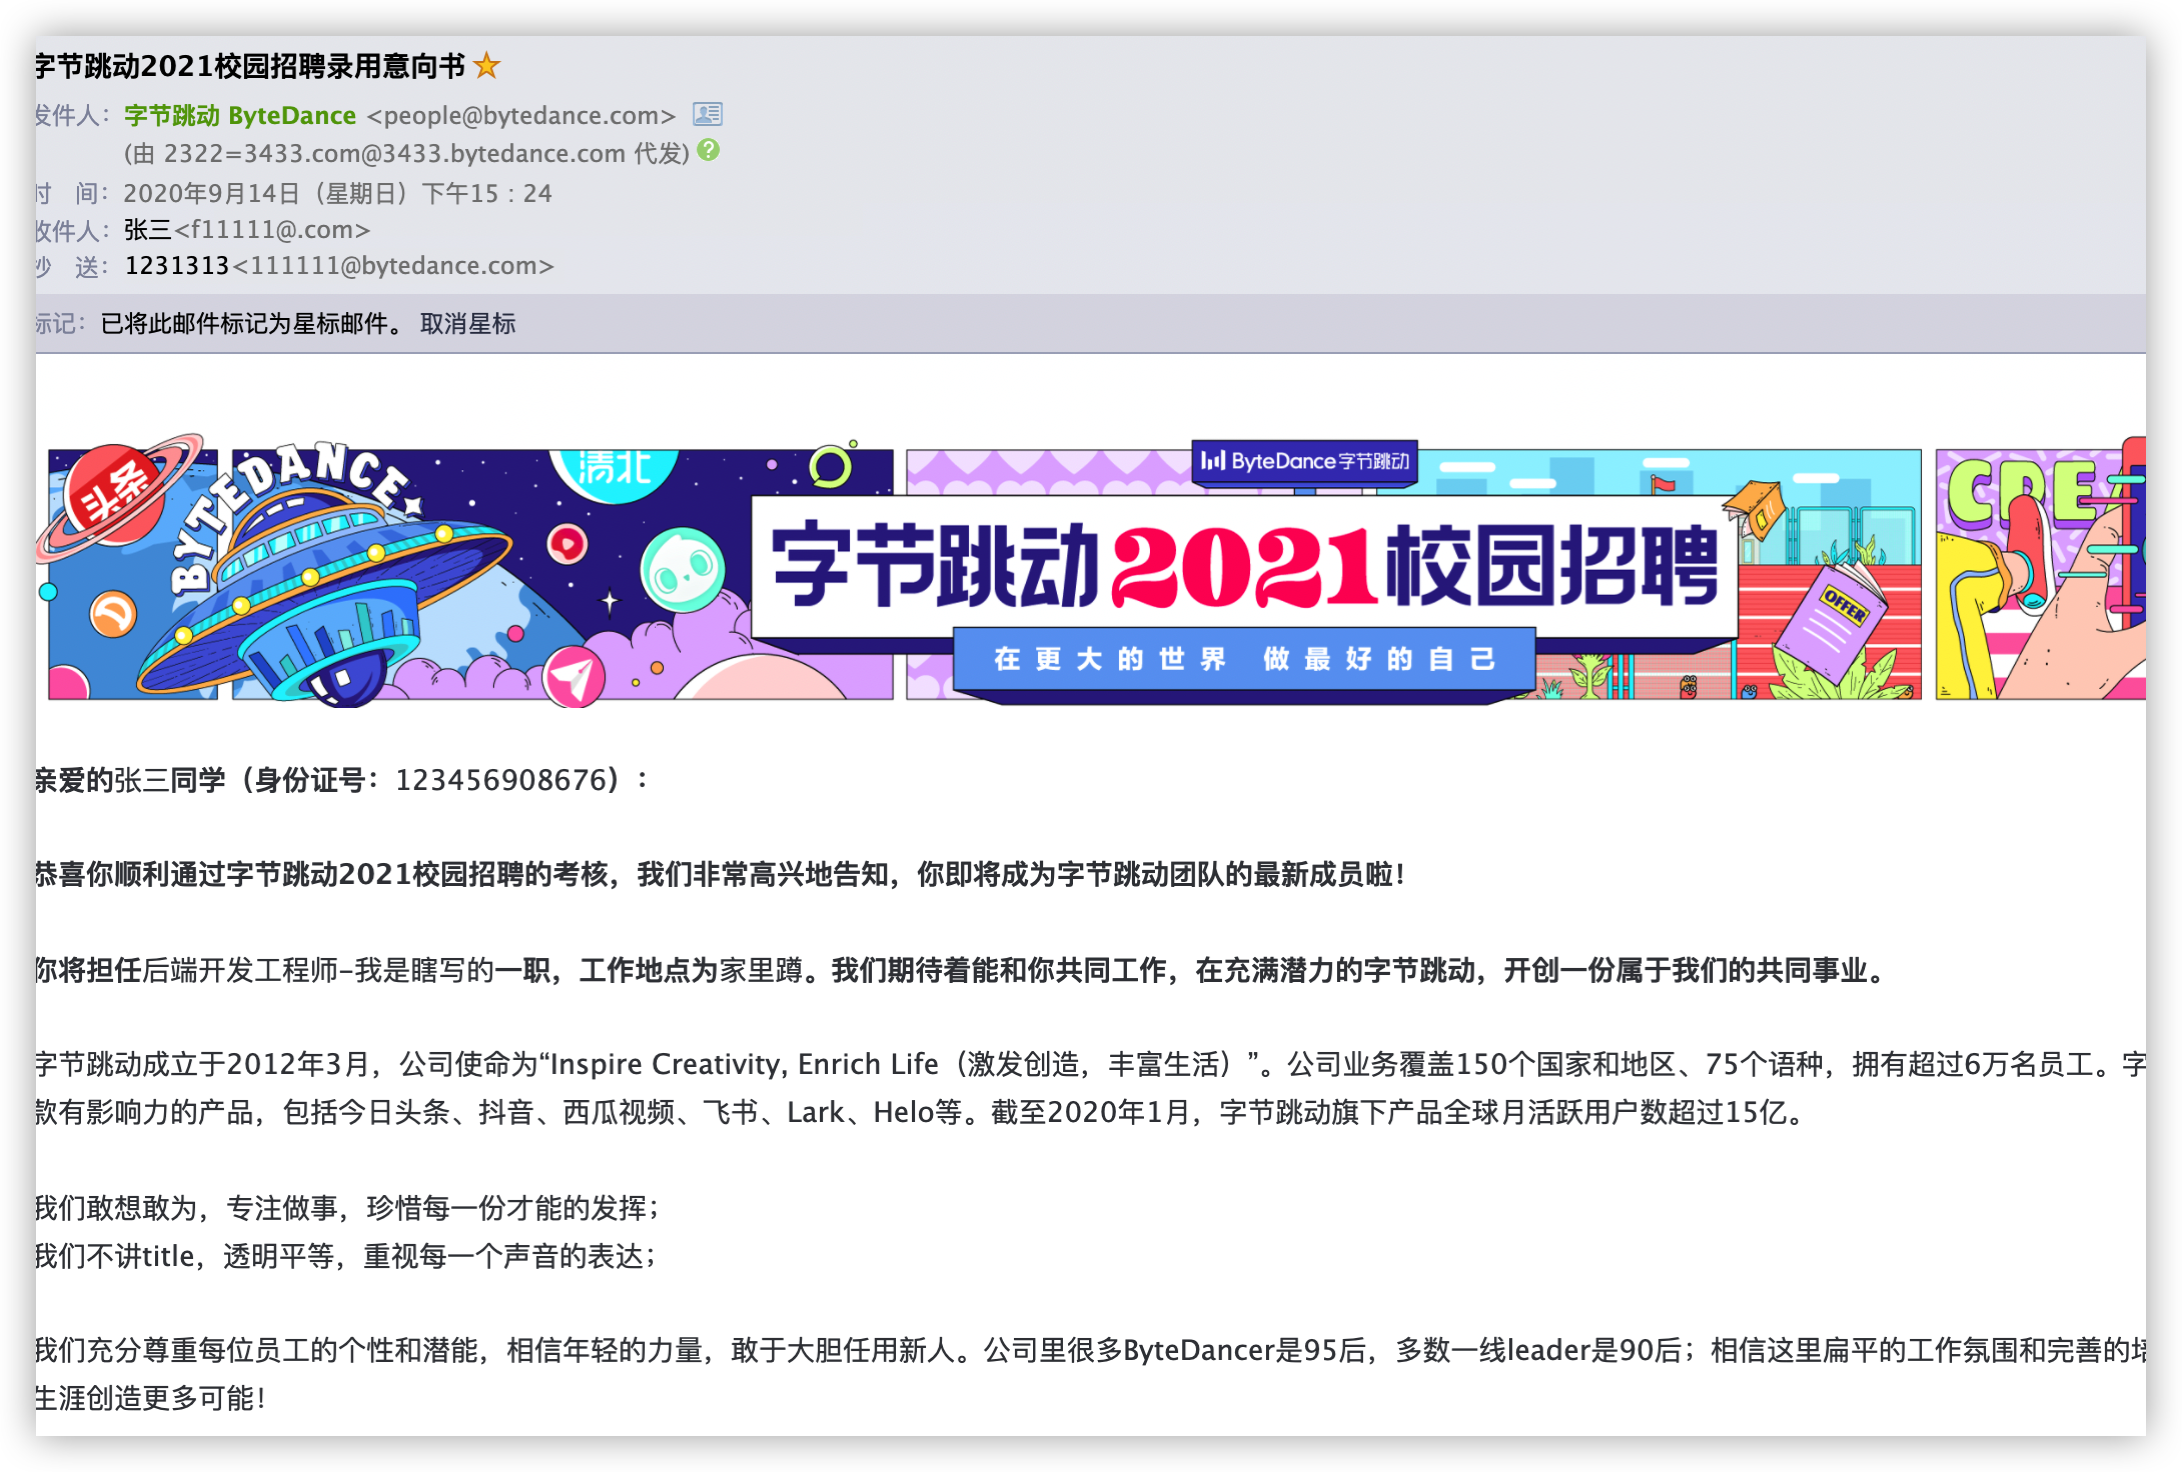 字节跳动2021校园招聘录用意向书
发件人：字节跳动 ByteDance <people@bytedance.com>
(由 2322=3433.com@3433.bytedance.com 代发)
时 间：2020年9月14日（星期日）下午15：24
收件人：张三<f11111@.com>
抄 送：1231313<111111@bytedance.com>
标记：已将此邮件标记为星标邮件。 取消星标
头条
BYTEDANCE
清北
ByteDance字节跳动
字节跳动2021校园招聘
在更大的世界 做最好的自己
OFFER
亲爱的张三同学（身份证号：123456908676）：
恭喜你顺利通过字节跳动2021校园招聘的考核，我们非常高兴地告知，你即将成为字节跳动团队的最新成员啦！
你将担任后端开发工程师-我是瞎写的一职，工作地点为家里蹲。我们期待着能和你共同工作，在充满潜力的字节跳动，开创一份属于我们的共同事业。
字节跳动成立于2012年3月，公司使命为“Inspire Creativity, Enrich Life（激发创造，丰富生活）”。公司业务覆盖150个国家和地区、75个语种，拥有超过6万名员工。字
款有影响力的产品，包括今日头条、抖音、西瓜视频、飞书、Lark、Helo等。截至2020年1月，字节跳动旗下产品全球月活跃用户数超过15亿。
我们敢想敢为，专注做事，珍惜每一份才能的发挥；
我们不讲title，透明平等，重视每一个声音的表达；
我们充分尊重每位员工的个性和潜能，相信年轻的力量，敢于大胆任用新人。公司里很多ByteDancer是95后，多数一线leader是90后；相信这里扁平的工作氛围和完善的培
生涯创造更多可能！